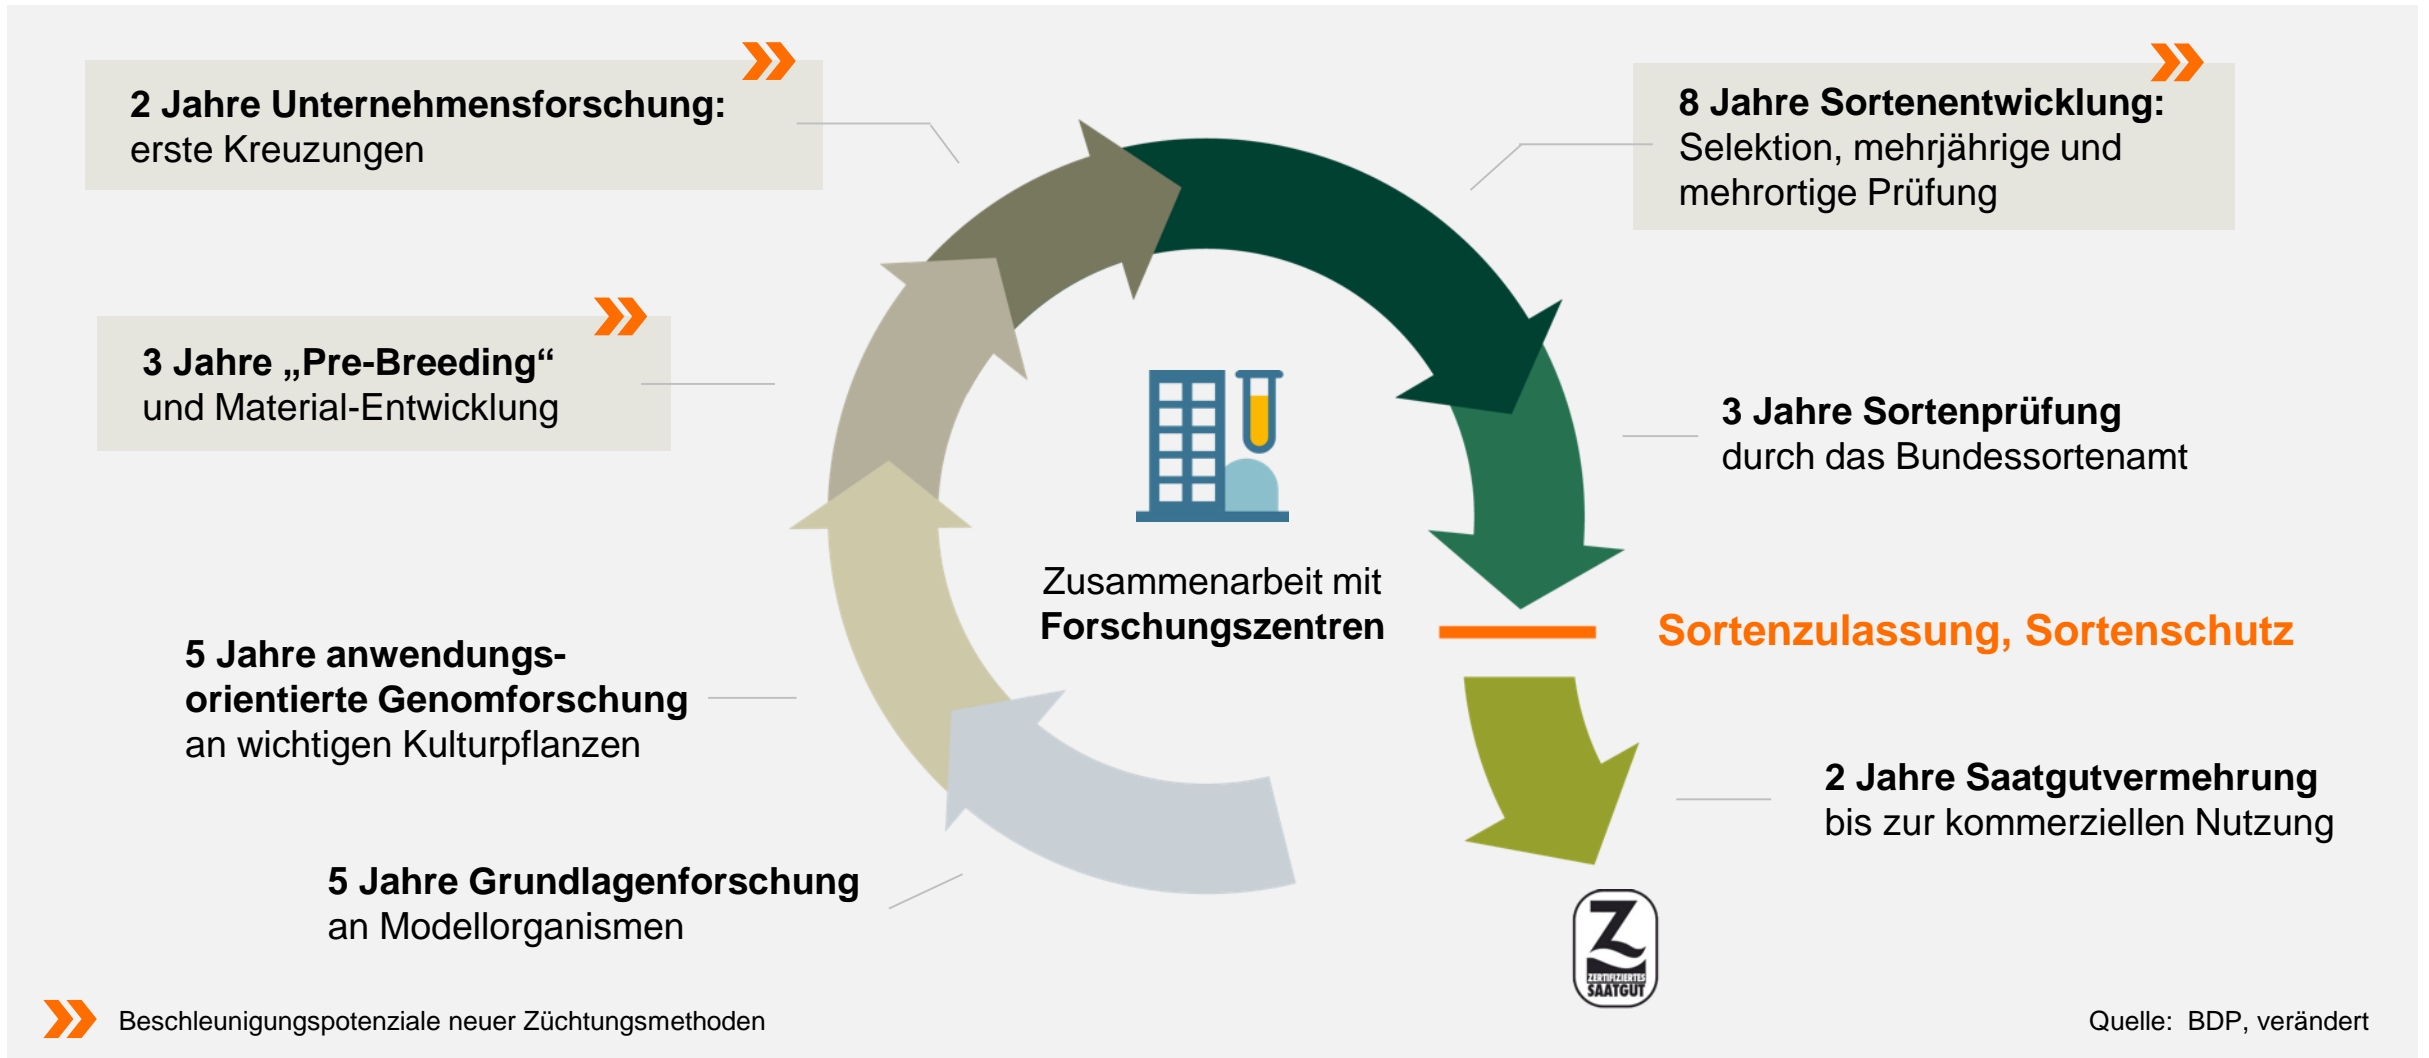 2 Jahre Unternehmensforschung:
erste Kreuzungen
8 Jahre Sortenentwicklung:
Selektion, mehrjährige und
mehrortige Prüfung
3 Jahre „Pre-Breeding“
und Material-Entwicklung
3 Jahre Sortenprüfung
durch das Bundessortenamt
Zusammenarbeit mit
Forschungszentren
Sortenzulassung, Sortenschutz
5 Jahre anwendungs-
orientierte Genomforschung
an wichtigen Kulturpflanzen
2 Jahre Saatgutvermehrung
bis zur kommerziellen Nutzung
5 Jahre Grundlagenforschung
an Modellorganismen
Z
ZERTIFIZIERTES
SAATGUT
Beschleunigungspotenziale neuer Züchtungsmethoden
Quelle: BDP, verändert